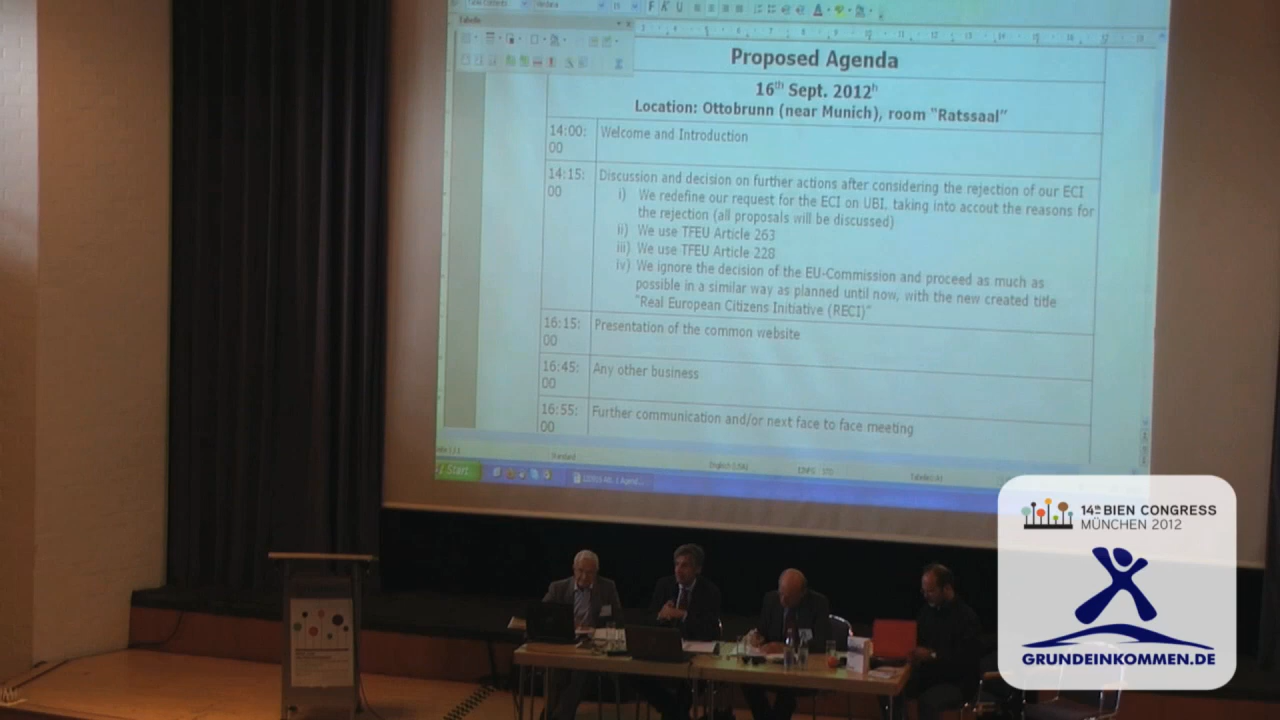 Tabelle
Proposed Agenda
16th Sept. 2012h
Location: Ottobrunn (near Munich), room "Ratssaal"
14:00:
00
Welcome and Introduction
14:15:
00
Discussion and decision on further actions after considering the rejection of our ECI
i) We redefine our request for the ECI on UBI, taking into accout the reasons for
the rejection (all proposals will be discussed)
ii) We use TFEU Article 263
iii) We use TFEU Article 228
iv) We ignore the decision of the EU-Commission and proceed as much as
possible in a similar way as planned until now, with the new created title
"Real European Citizens Initiative (RECI)"
16:15:
00
Presentation of the common website
16:45:
00
Any other business
16:55:
00
Further communication and/or next face to face meeting
Standard
Start
14th BIEN CONGRESS
MÜNCHEN 2012
GRUNDEINKOMMEN.DE